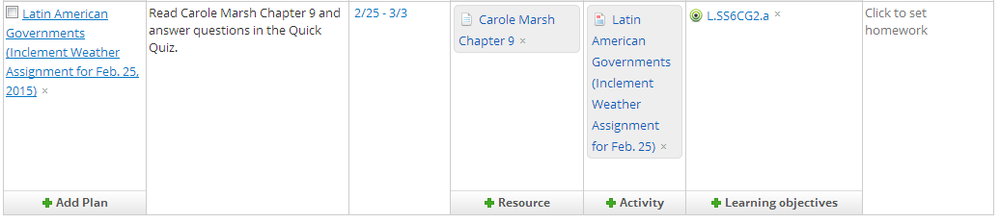 Latin American
Governments
(Inclement Weather
Assignment for Feb. 25,
2015) ×
Read Carole Marsh Chapter 9 and
answer questions in the Quick
Quiz.
2/25 - 3/3
Carole Marsh
Chapter 9 ×
Latin
American
Governments
(Inclement
Weather
Assignment
for Feb. 25) ×
L.SS6CG2.a ×
Click to set
homework
Add Plan
Resource
Activity
Learning objectives